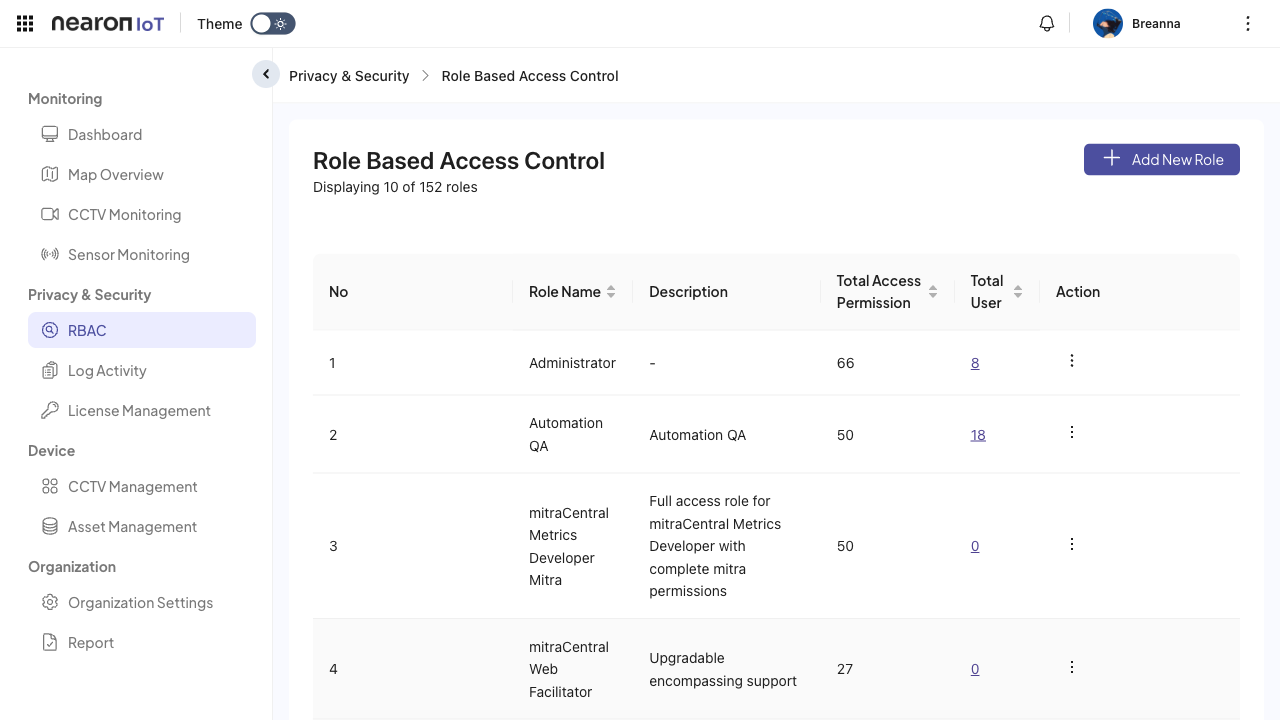 nearon IoT
Theme
Breanna
Privacy & Security
Role Based Access Control
Monitoring
Dashboard
Map Overview
CCTV Monitoring
Sensor Monitoring
Privacy & Security
RBAC
Log Activity
License Management
Device
CCTV Management
Asset Management
Organization
Organization Settings
Report
Role Based Access Control
Displaying 10 of 152 roles
Add New Role
No
Role Name
Description
Total Access
Permission
Total
User
Action
1
Administrator
-
66
8
2
Automation
QA
Automation QA
50
18
3
mitraCentral
Metrics
Developer
Mitra
Full access role for
mitraCentral Metrics
Developer with
complete mitra
permissions
50
0
4
mitraCentral
Web
Facilitator
Upgradable
encompassing support
27
0